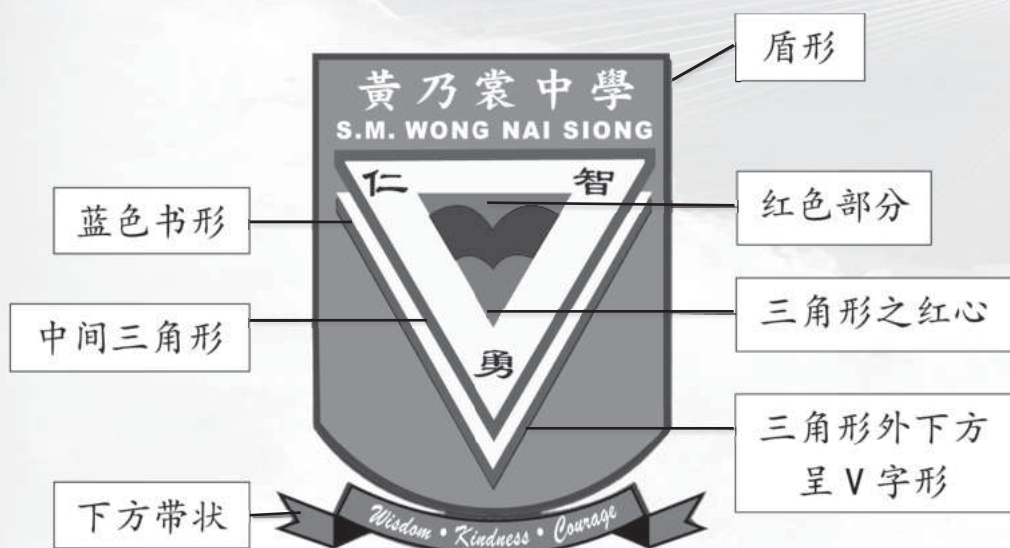 盾形
黃乃裳中學
S.M. WONG NAI SIONG
仁 智
蓝色书形
红色部分
中间三角形
三角形之红心
勇
三角形外下方
呈 V 字形
下方带状
Wisdom • Kindness • Courage